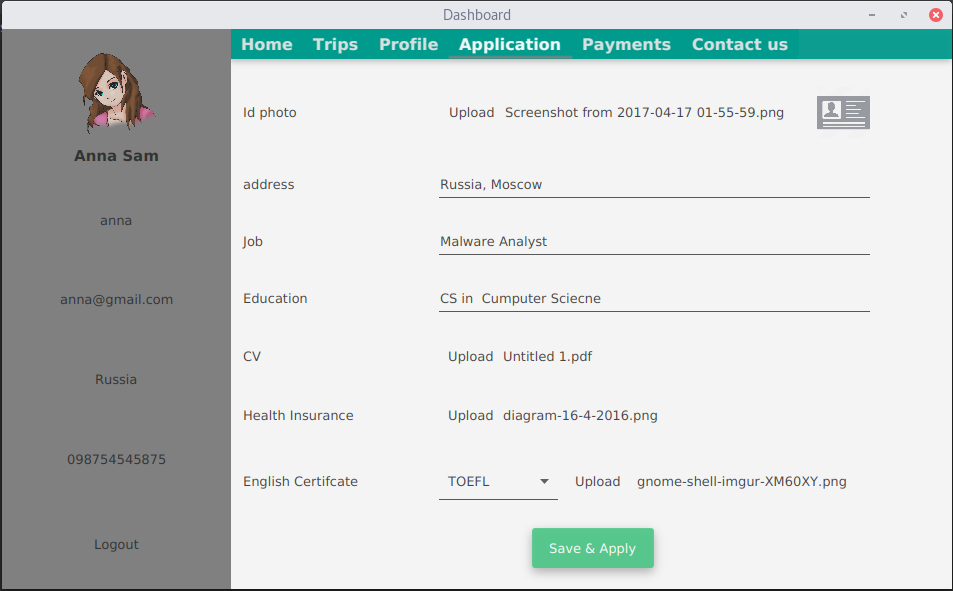 Dashboard
Home Trips Profile Application Payments Contact us
Anna Sam
anna
anna@gmail.com
Russia
098754545875
Logout
Id photo Upload Screenshot from 2017-04-17 01-55-59.png
address Russia, Moscow
Job Malware Analyst
Education CS in  Cumputer Sciecne
CV Upload Untitled 1.pdf
Health Insurance Upload diagram-16-4-2016.png
English Certifcate TOEFL Upload gnome-shell-imgur-XM60XY.png
Save & Apply